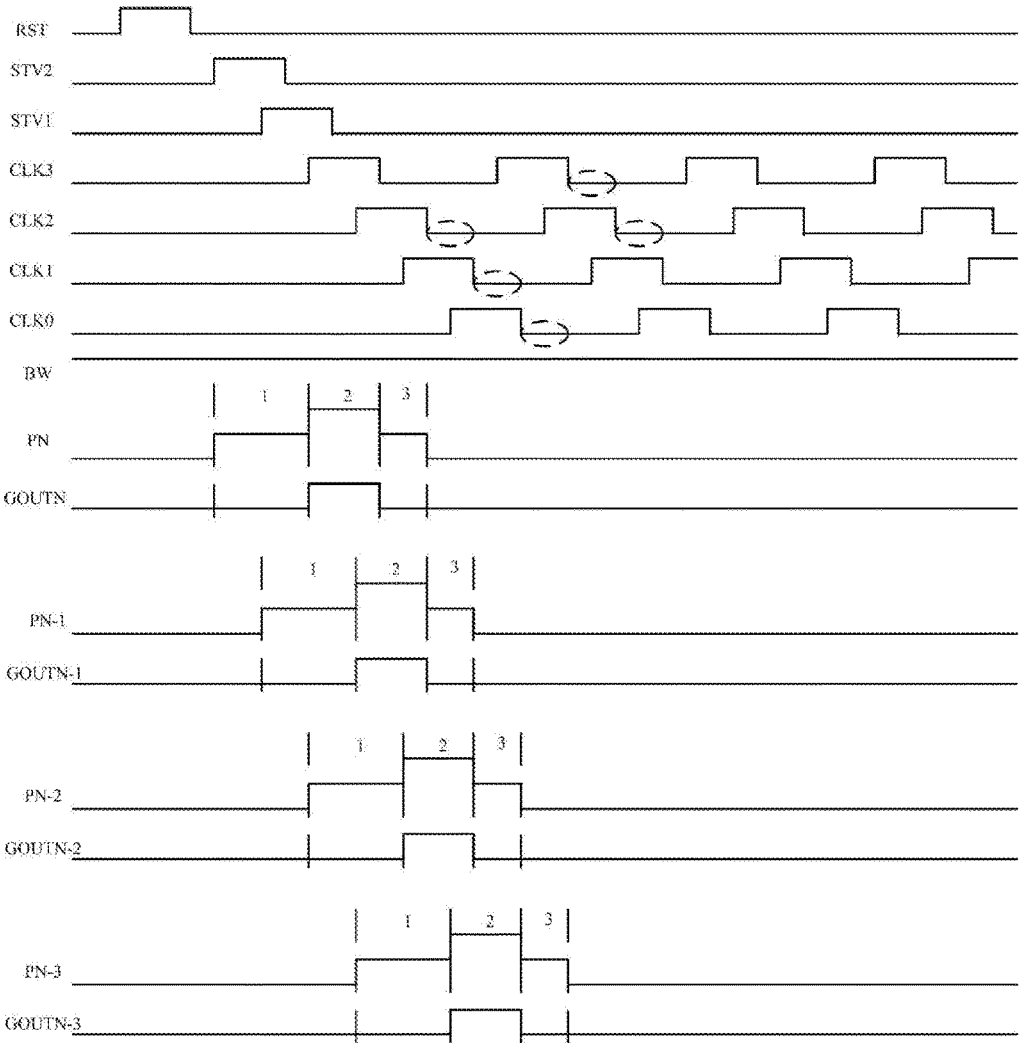 RST
STV2
STV1
CLK3
CLK2
CLK1
CLK0
BW
1 2 3
PN
GOUTN
1 2 3
PN-1
GOUTN-1
1 2 3
PN-2
GOUTN-2
1 2 3
PN-3
GOUTN-3